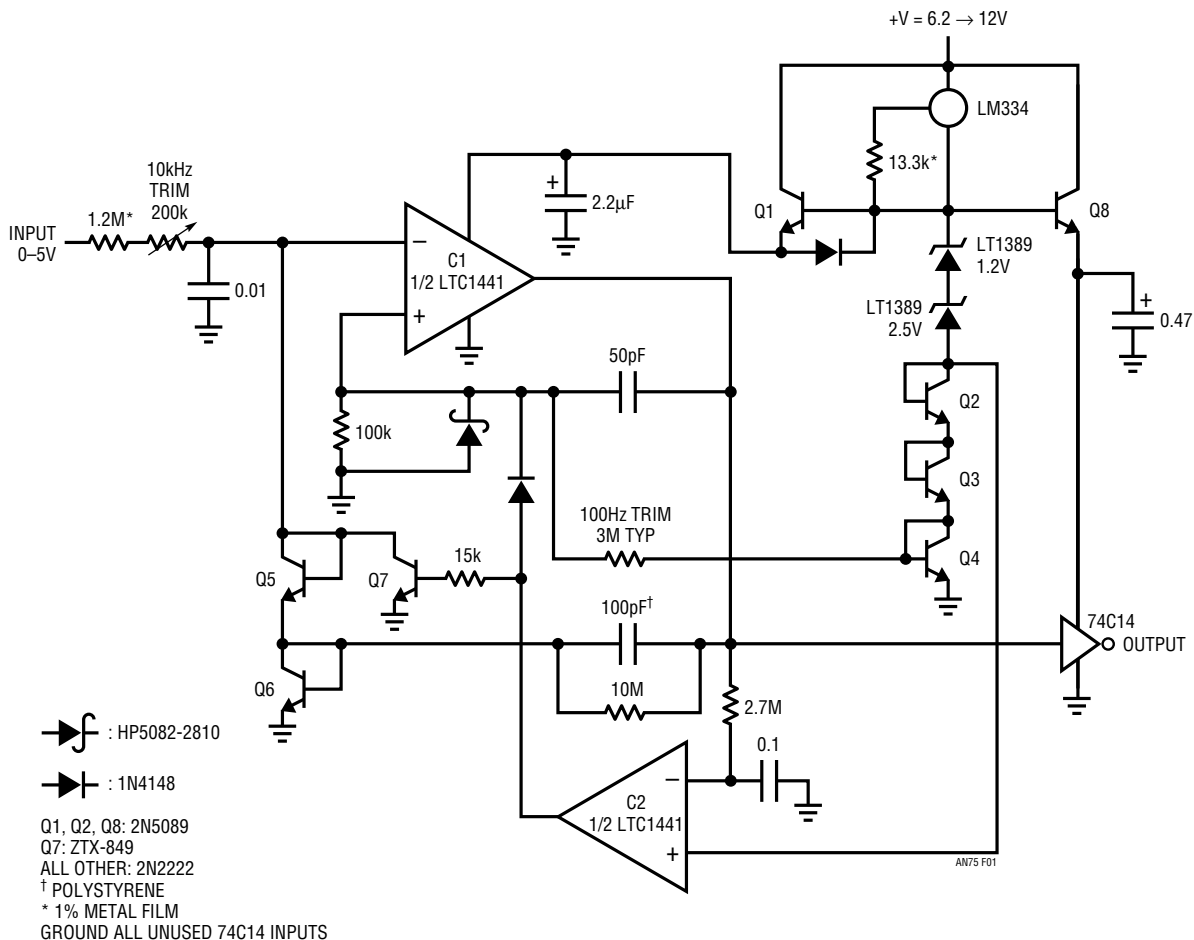 +V = 6.2 → 12V
LM334
13.3k*
Q1
Q8
10kHz
TRIM
200k
1.2M*
INPUT
0–5V
0.01
2.2µF
+
−
C1
1/2 LTC1441
+
LT1389
1.2V
LT1389
2.5V
+
0.47
50pF
100k
Q2
Q3
Q4
100Hz TRIM
3M TYP
Q5
Q7
15k
100pF†
10M
Q6
74C14
OUTPUT
2.7M
0.1
−
C2
1/2 LTC1441
+
AN75 F01
: HP5082-2810
: 1N4148
Q1, Q2, Q8: 2N5089
Q7: ZTX-849
ALL OTHER: 2N2222
† POLYSTYRENE
* 1% METAL FILM
GROUND ALL UNUSED 74C14 INPUTS